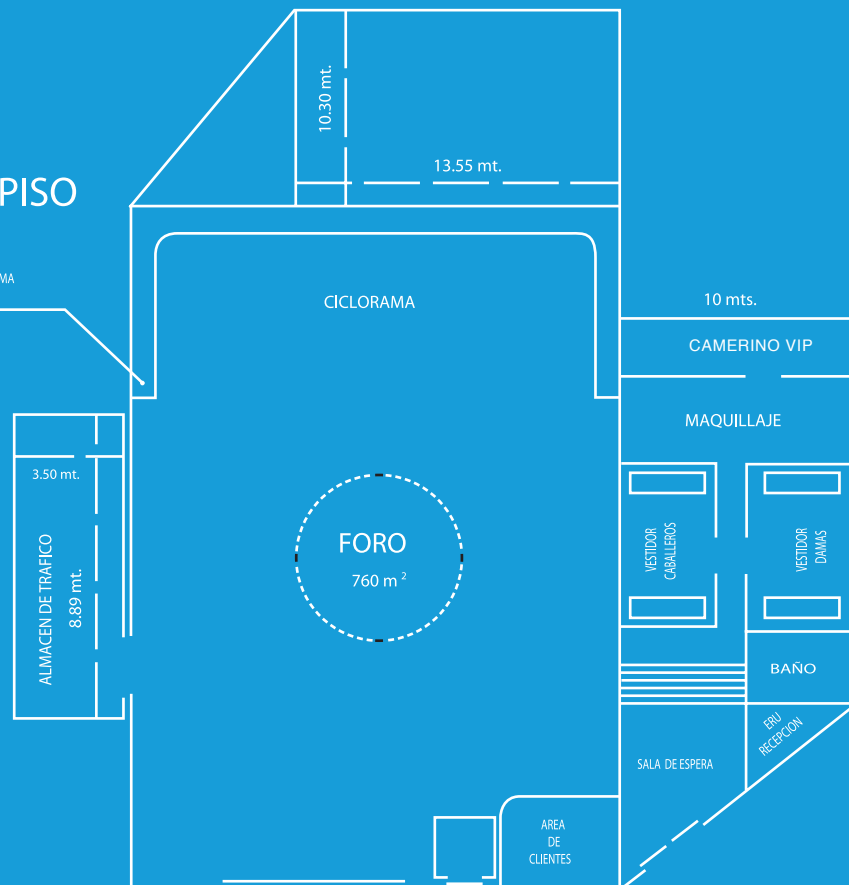 10.30 mt.
13.55 mt.
PISO
MA
CICLORAMA
10 mts.
CAMERINO VIP
MAQUILLAJE
3.50 mt.
ALMACEN DE TRAFICO
8.89 mt.
FORO
760 m ²
VESTIDOR
CABALLEROS
VESTIDOR
DAMAS
BAÑO
ERU
RECEPCION
SALA DE ESPERA
AREA
DE
CLIENTES